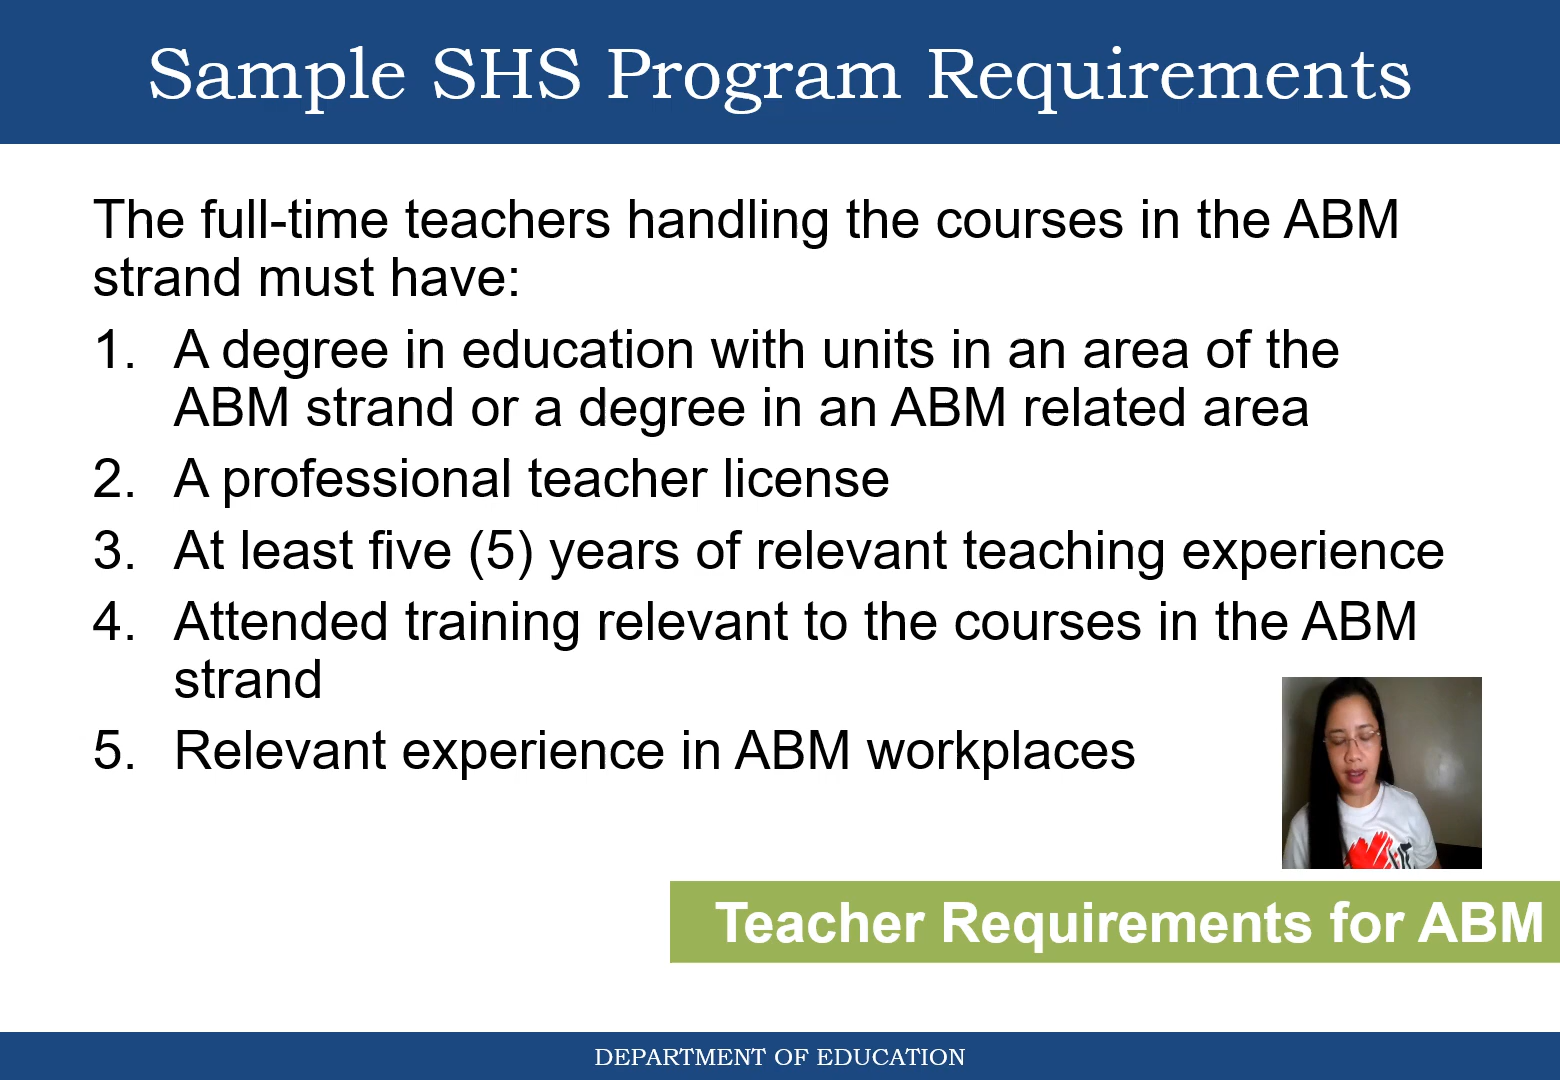 Sample SHS Program Requirements
The full-time teachers handling the courses in the ABM
strand must have:
1. A degree in education with units in an area of the
ABM strand or a degree in an ABM related area
2. A professional teacher license
3. At least five (5) years of relevant teaching experience
4. Attended training relevant to the courses in the ABM
strand
5. Relevant experience in ABM workplaces
Teacher Requirements for ABM
DEPARTMENT OF EDUCATION